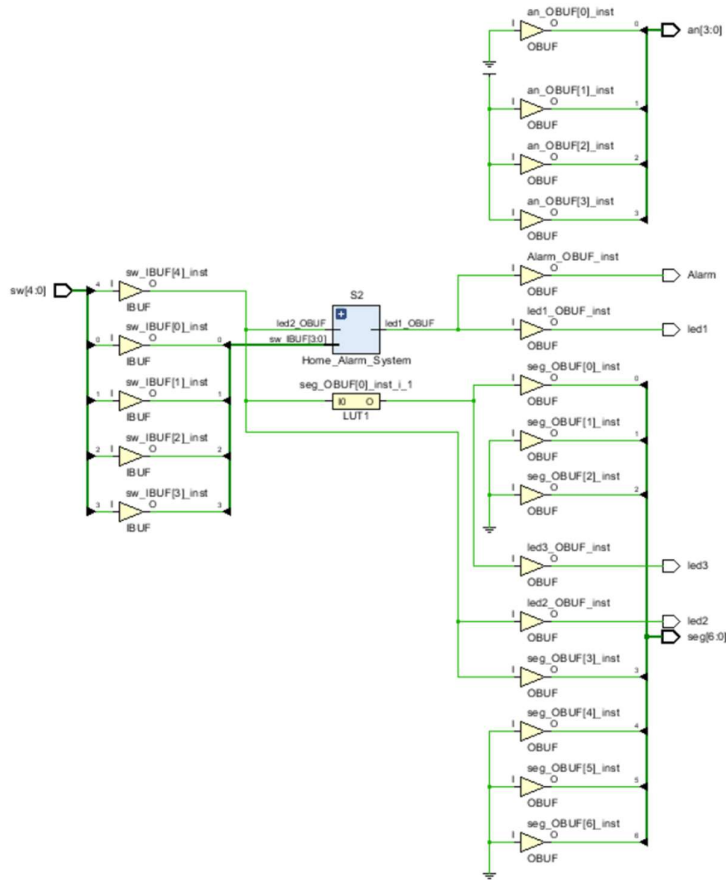 an_OBUF[0]_inst
I O 0 an[3:0]
OBUF
an_OBUF[1]_inst
I O 1
OBUF
an_OBUF[2]_inst
I O 2
OBUF
an_OBUF[3]_inst
I O 3
OBUF
sw_IBUF[4]_inst S2 Alarm_OBUF_inst
sw[4:0] 4 I O I O Alarm
IBUF OBUF
sw_IBUF[0]_inst led2_OBUF led1_OBUF led1_OBUF_inst
0 I O 0 sw_IBUF[3:0] I O led1
IBUF Home_Alarm_System OBUF
sw_IBUF[1]_inst seg_OBUF[0]_inst_i_1 seg_OBUF[0]_inst
1 I O 1 I0 O I O 0
IBUF LUT1 OBUF
sw_IBUF[2]_inst seg_OBUF[1]_inst
2 I O 2 I O 1
IBUF OBUF
sw_IBUF[3]_inst seg_OBUF[2]_inst
3 I O 3 I O 2
IBUF OBUF
led3_OBUF_inst
I O led3
OBUF
led2_OBUF_inst
I O led2
OBUF seg[6:0]
seg_OBUF[3]_inst
I O 3
OBUF
seg_OBUF[4]_inst
I O 4
OBUF
seg_OBUF[5]_inst
I O 5
OBUF
seg_OBUF[6]_inst
I O 6
OBUF